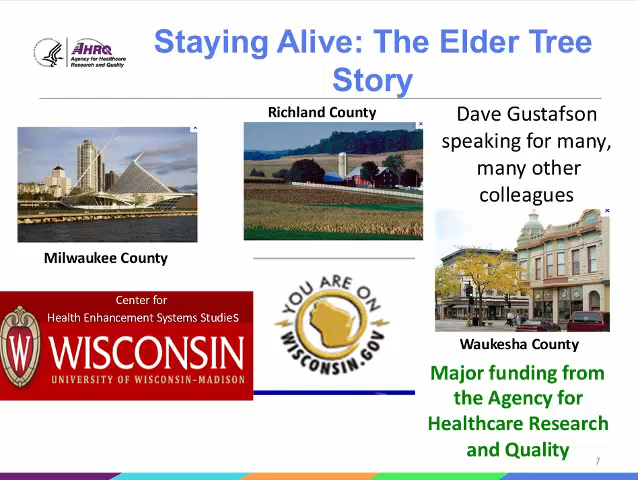 AHRQ
Agency for Healthcare
Research and Quality
Staying Alive: The Elder Tree
Story
Richland County
Dave Gustafson
speaking for many,
many other
colleagues
Milwaukee County
Center for
Health Enhancement Systems StudieS
W
WISCONSIN
UNIVERSITY OF WISCONSIN-MADISON
YOU ARE ON
WISCONSIN.GOV
Waukesha County
Major funding from
the Agency for
Healthcare Research
and Quality
7